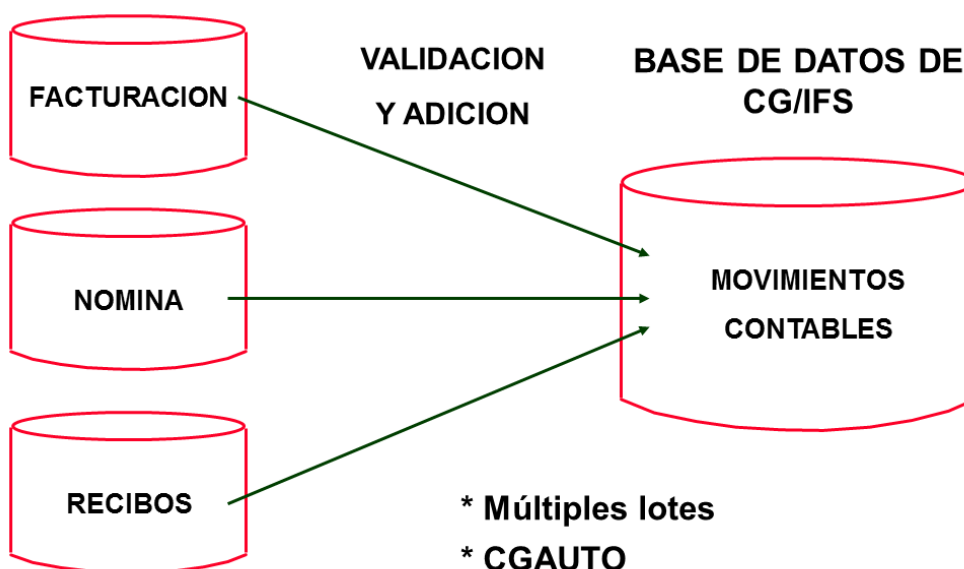 FACTURACION
VALIDACION
Y ADICION
BASE DE DATOS DE
CG/IFS
NOMINA
MOVIMIENTOS
CONTABLES
RECIBOS
* Múltiples lotes
* CGAUTO